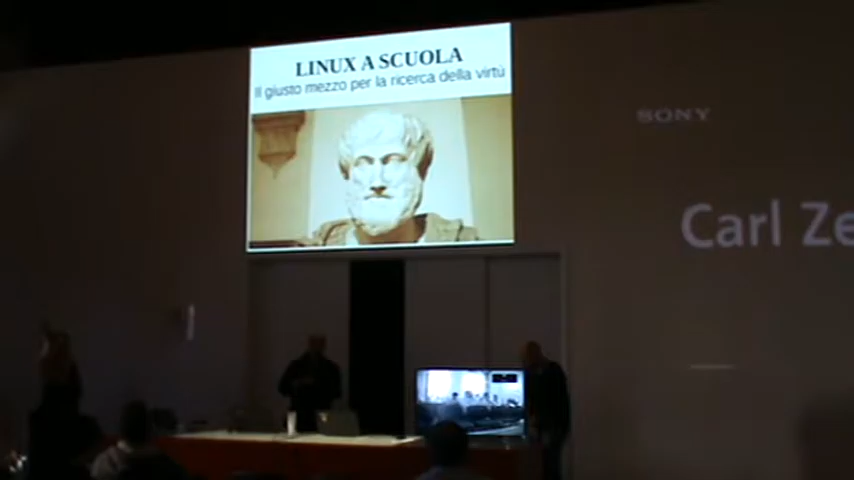 LINUX A SCUOLA
Il giusto mezzo per la ricerca della virtù
SONY
Carl Ze